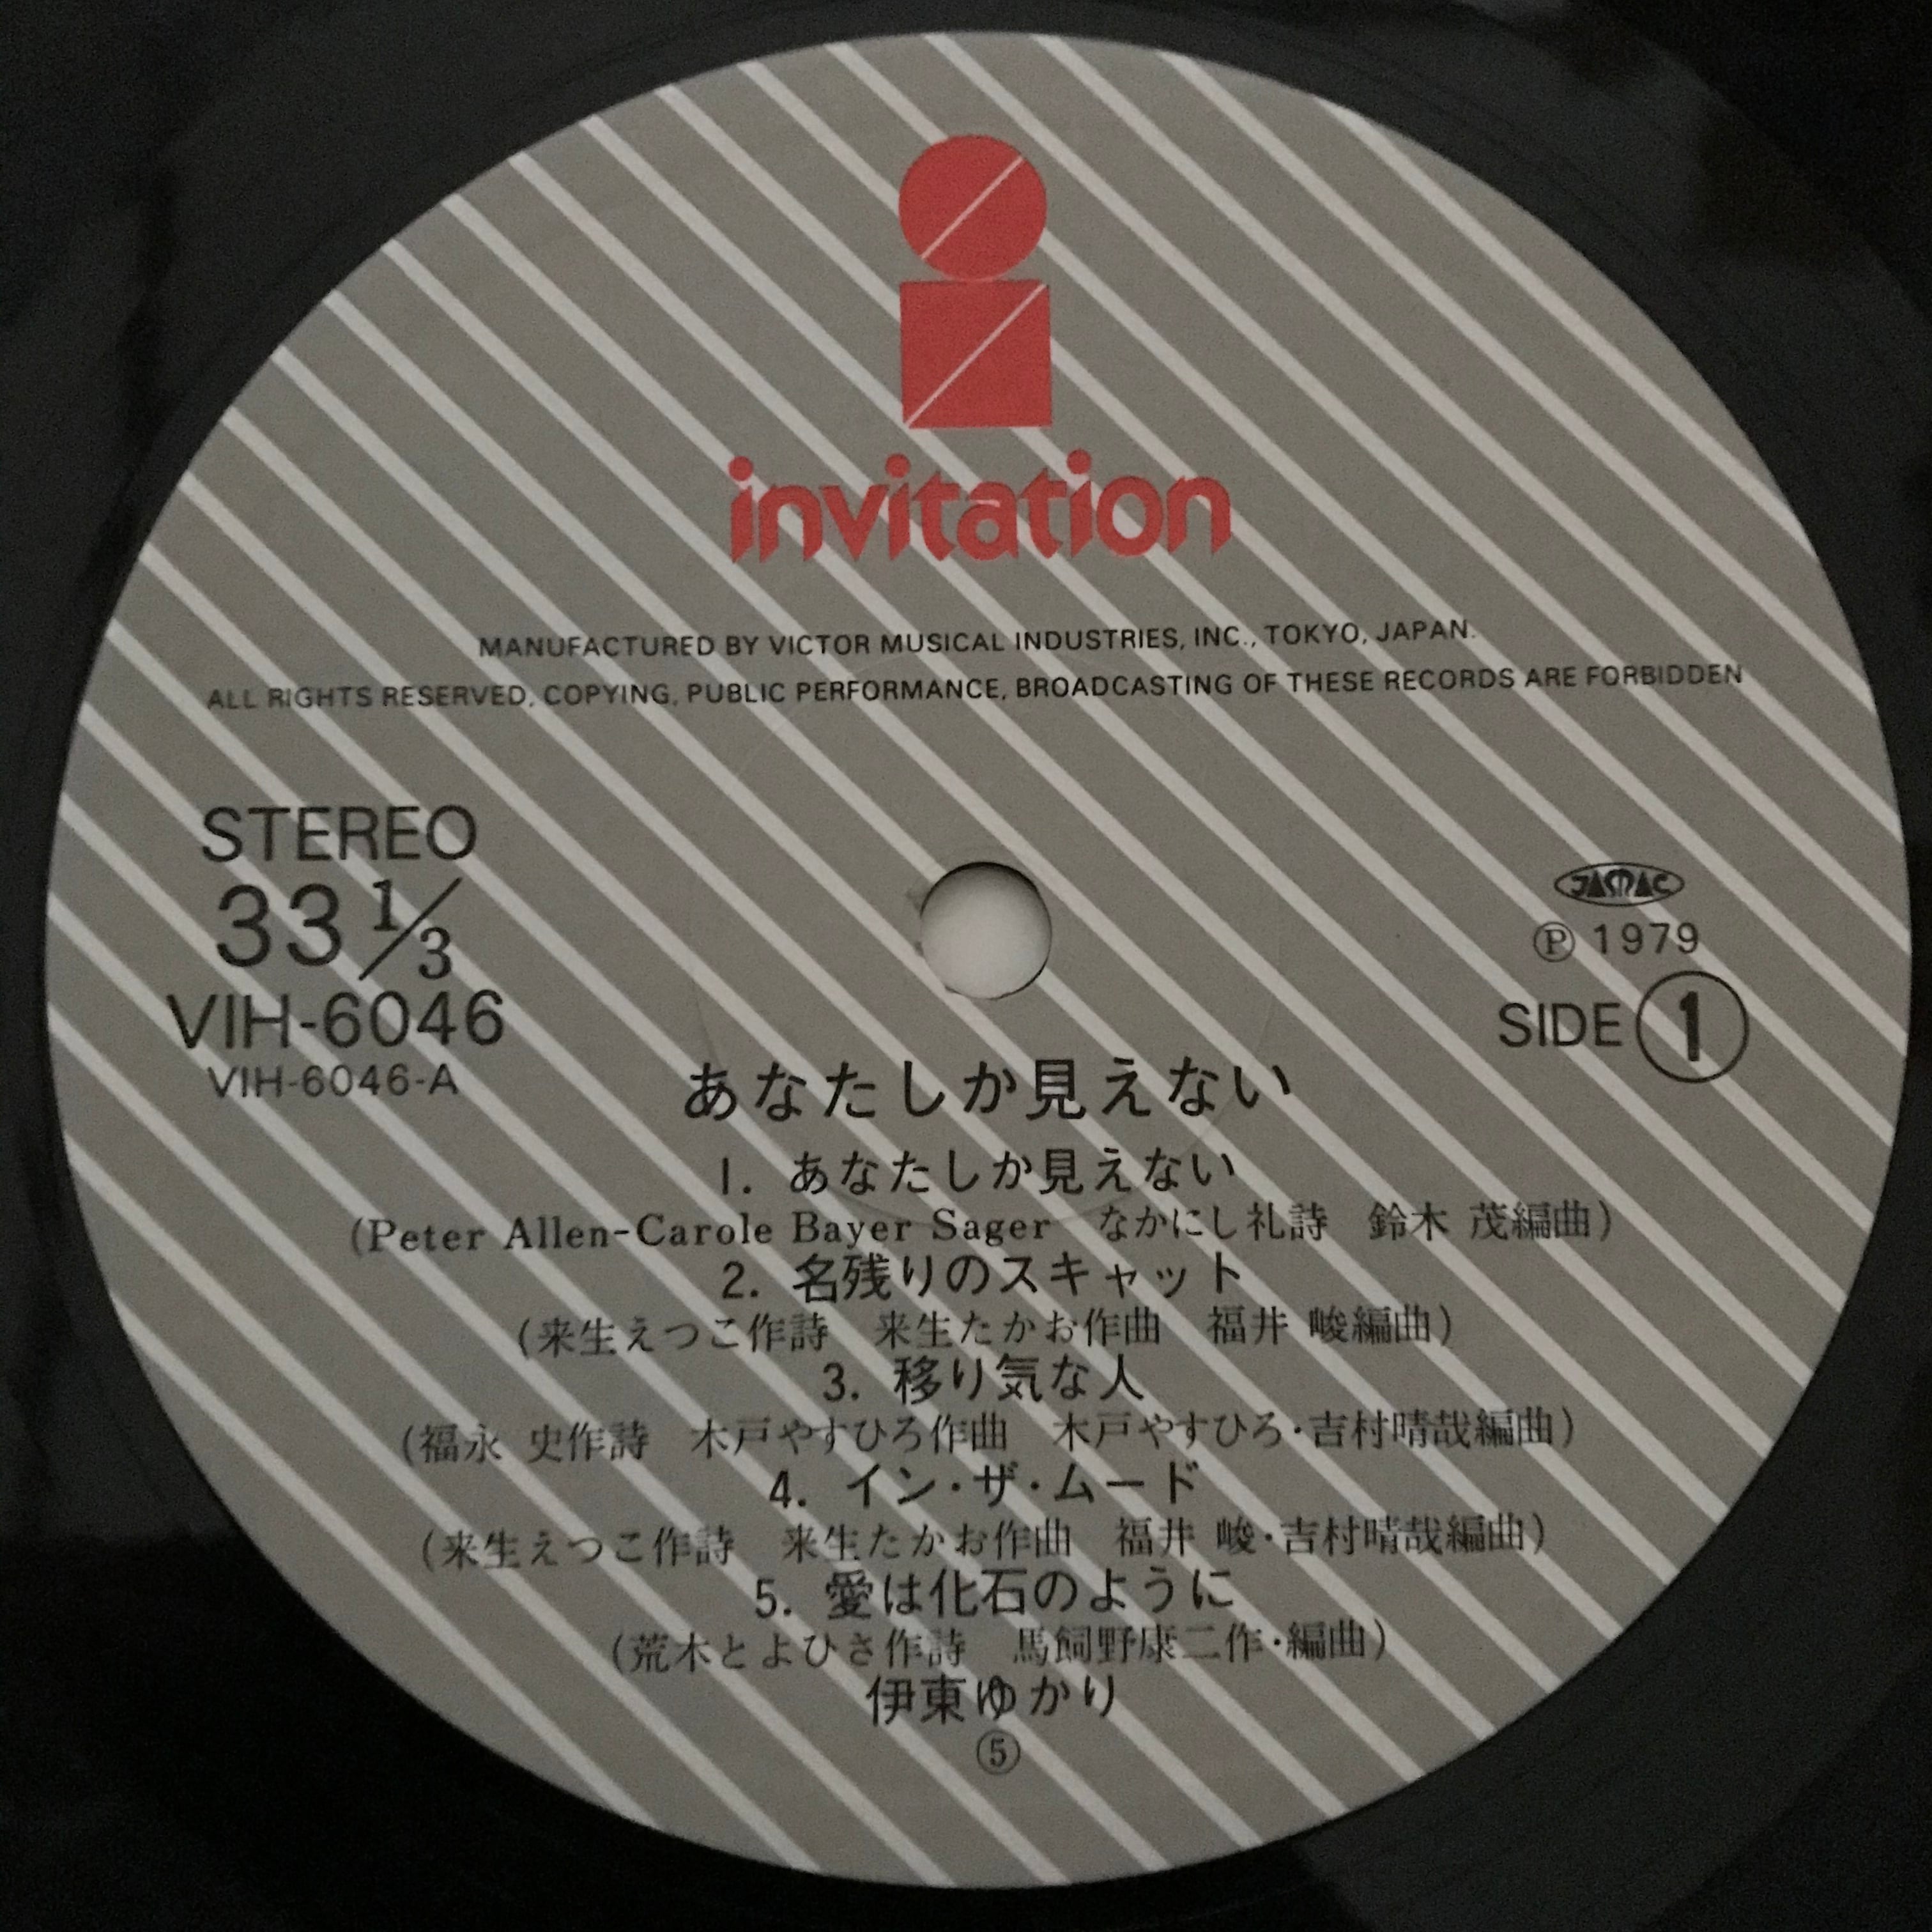 invitation
MANUFACTURED BY VICTOR MUSICAL INDUSTRIES, INC., TOKYO, JAPAN.
ALL RIGHTS RESERVED, COPYING, PUBLIC PERFORMANCE, BROADCASTING OF THESE RECORDS ARE FORBIDDEN
STEREO
33 1/3
VIH-6046
VIH-6046-A
JASRAC
Ⓟ 1979
SIDE 1
あなたしか見えない
1. あなたしか見えない
(Peter Allen-Carole Bayer Sager なかにし礼詩 鈴木 茂編曲)
2. 名残りのスキャット
(来生えつこ作詩 来生たかお作曲 福井 峻編曲)
3. 移り気な人
(福永 史作詩 木戸やすひろ作曲 木戸やすひろ・吉村晴哉編曲)
4. イン・ザ・ムード
(来生えつこ作詩 来生たかお作曲 福井 峻・吉村晴哉編曲)
5. 愛は化石のように
(荒木とよひさ作詩 馬飼野康二作・編曲)
伊東ゆかり
⑤